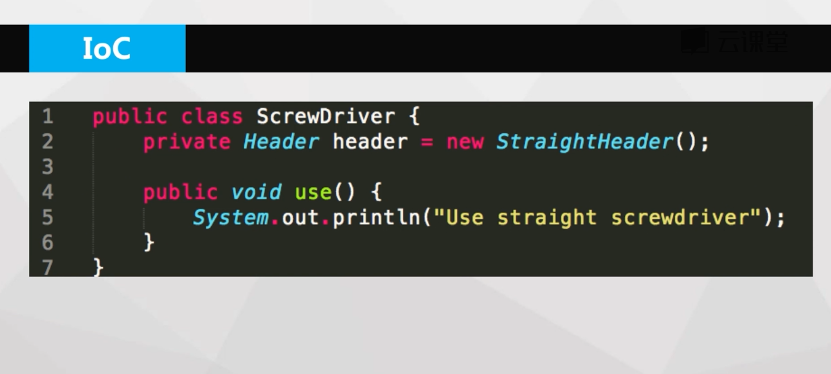 云课堂
IoC
1 public class ScrewDriver {
2     private Header header = new StraightHeader();
3
4     public void use() {
5         System.out.println("Use straight screwdriver");
6     }
7 }